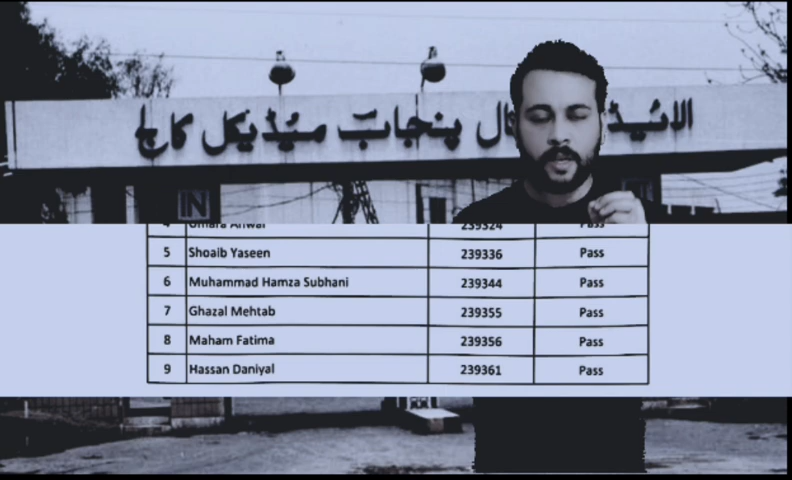 الائیڈ
پنجاب میڈیکل کالج
IN
5 Shoaib Yaseen 239336 Pass
6 Muhammad Hamza Subhani 239344 Pass
7 Ghazal Mehtab 239355 Pass
8 Maham Fatima 239356 Pass
9 Hassan Daniyal 239361 Pass